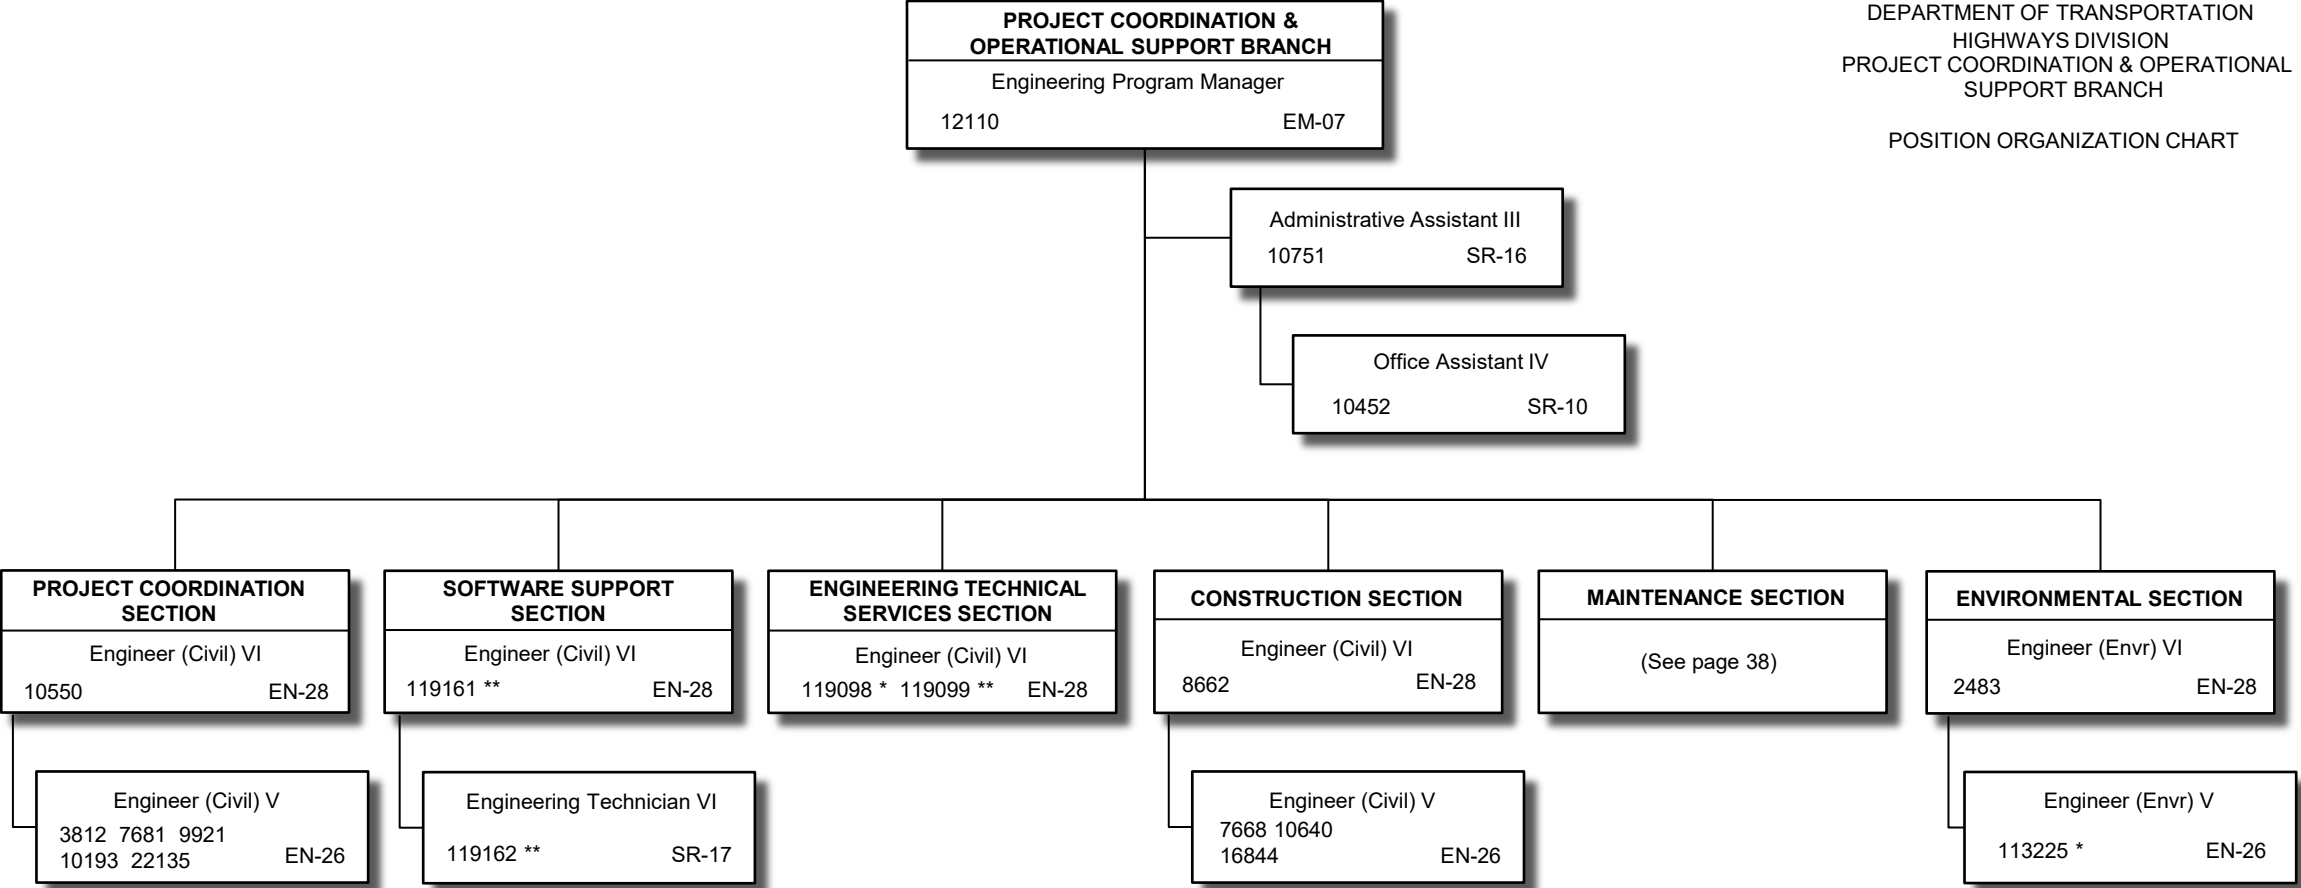 PROJECT COORDINATION &
OPERATIONAL SUPPORT BRANCH
Engineering Program Manager
12110 EM-07
DEPARTMENT OF TRANSPORTATION
HIGHWAYS DIVISION
PROJECT COORDINATION & OPERATIONAL
SUPPORT BRANCH
POSITION ORGANIZATION CHART
Administrative Assistant III
10751 SR-16
Office Assistant IV
10452 SR-10
PROJECT COORDINATION
SECTION
Engineer (Civil) VI
10550 EN-28
Engineer (Civil) V
3812 7681 9921
10193 22135 EN-26
SOFTWARE SUPPORT
SECTION
Engineer (Civil) VI
119161 ** EN-28
Engineering Technician VI
119162 ** SR-17
ENGINEERING TECHNICAL
SERVICES SECTION
Engineer (Civil) VI
119098 * 119099 ** EN-28
CONSTRUCTION SECTION
Engineer (Civil) VI
8662 EN-28
Engineer (Civil) V
7668 10640
16844 EN-26
MAINTENANCE SECTION
(See page 38)
ENVIRONMENTAL SECTION
Engineer (Envr) VI
2483 EN-28
Engineer (Envr) V
113225 * EN-26